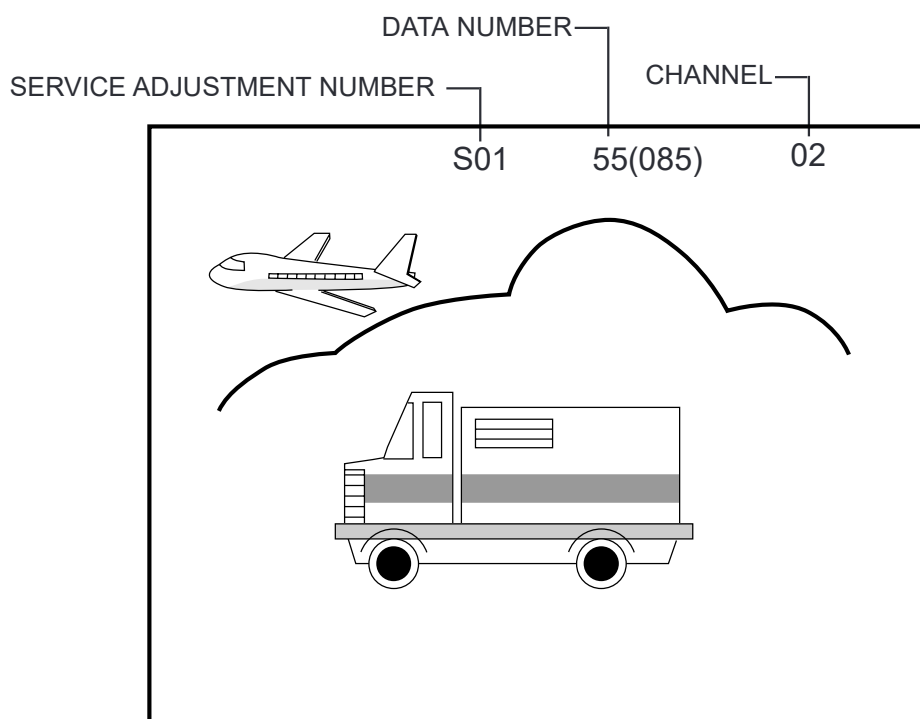 DATA NUMBER
CHANNEL
SERVICE ADJUSTMENT NUMBER
S01 55(085) 02